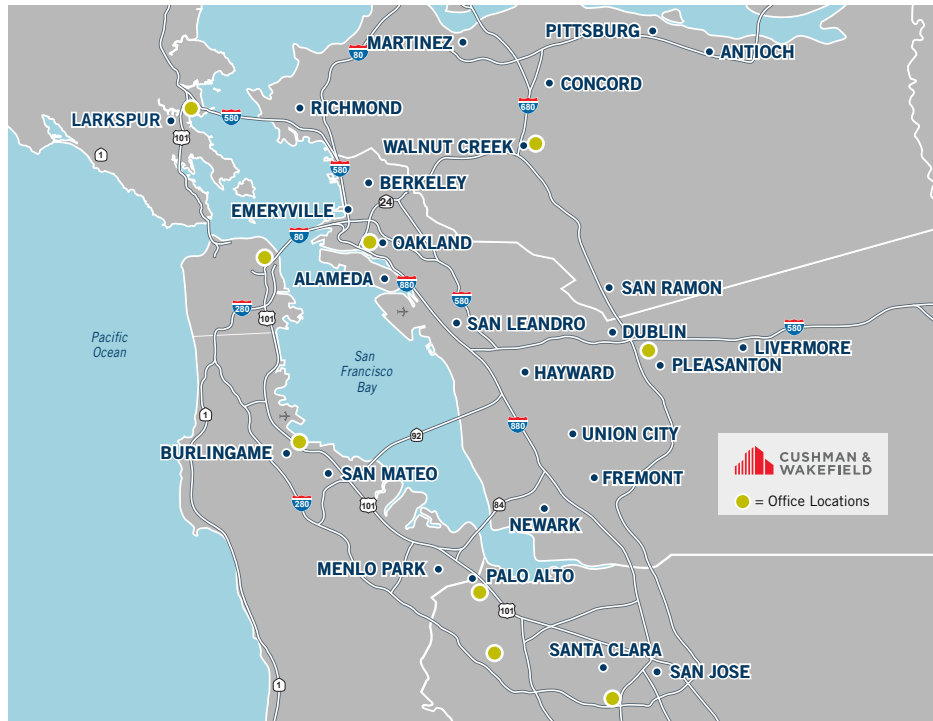 PITTSBURG
MARTINEZ
80
ANTIOCH
CONCORD
680
RICHMOND
LARKSPUR
580
101
WALNUT CREEK
1
580
BERKELEY
24
EMERYVILLE
80
OAKLAND
ALAMEDA
880
SAN RAMON
280
580
101
SAN LEANDRO
DUBLIN
580
Pacific
Ocean
LIVERMORE
San
Francisco
Bay
PLEASANTON
HAYWARD
1
880
92
UNION CITY
BURLINGAME
CUSHMAN &
WAKEFIELD
SAN MATEO
FREMONT
= Office Locations
280
101
84
NEWARK
MENLO PARK
PALO ALTO
101
SANTA CLARA
SAN JOSE
1